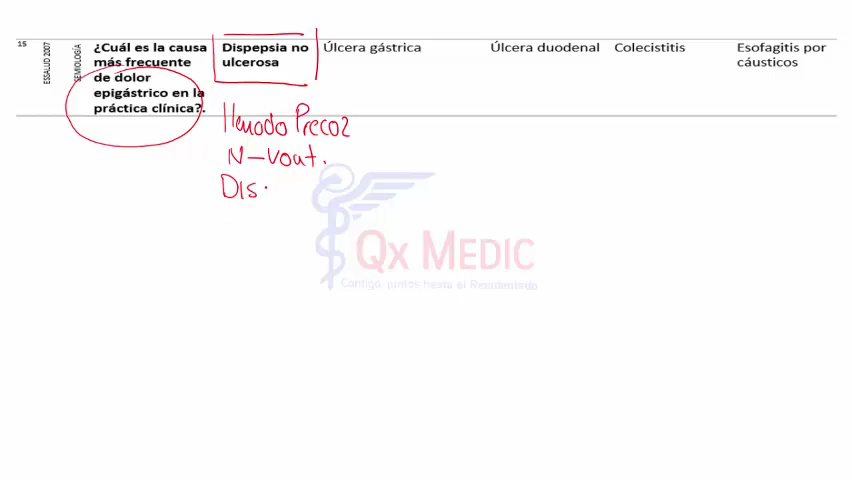 15
ESSALUD 2007
SEMIOLOGÍA
¿Cuál es la causa
más frecuente
de dolor
epigástrico en la
práctica clínica?.
Dispepsia no
ulcerosa
Úlcera gástrica
Úlcera duodenal
Colecistitis
Esofagitis por
cáusticos
llenado Precoz
N – Vomt.
DIS.
QX MEDIC
Contigo, juntos hasta el Residentado